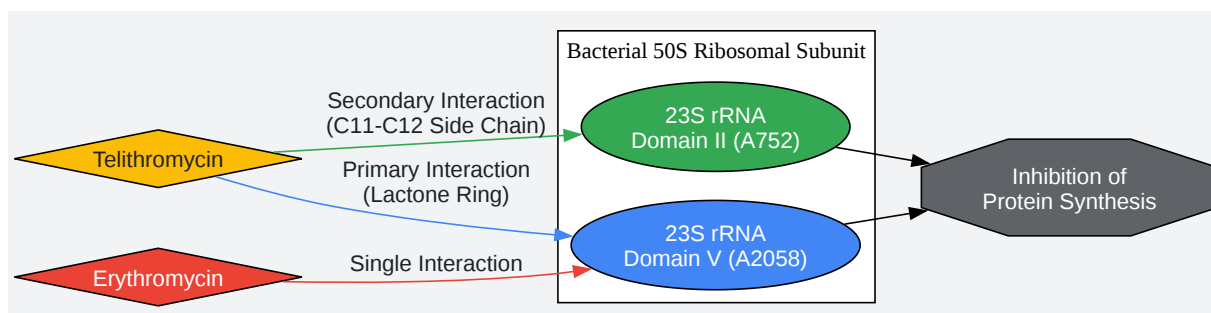 Bacterial 50S Ribosomal Subunit
Secondary Interaction
(C11-C12 Side Chain)
23S rRNA
Domain II (A752)
Telithromycin
Primary Interaction
(Lactone Ring)
Inhibition of
Protein Synthesis
23S rRNA
Domain V (A2058)
Erythromycin
Single Interaction